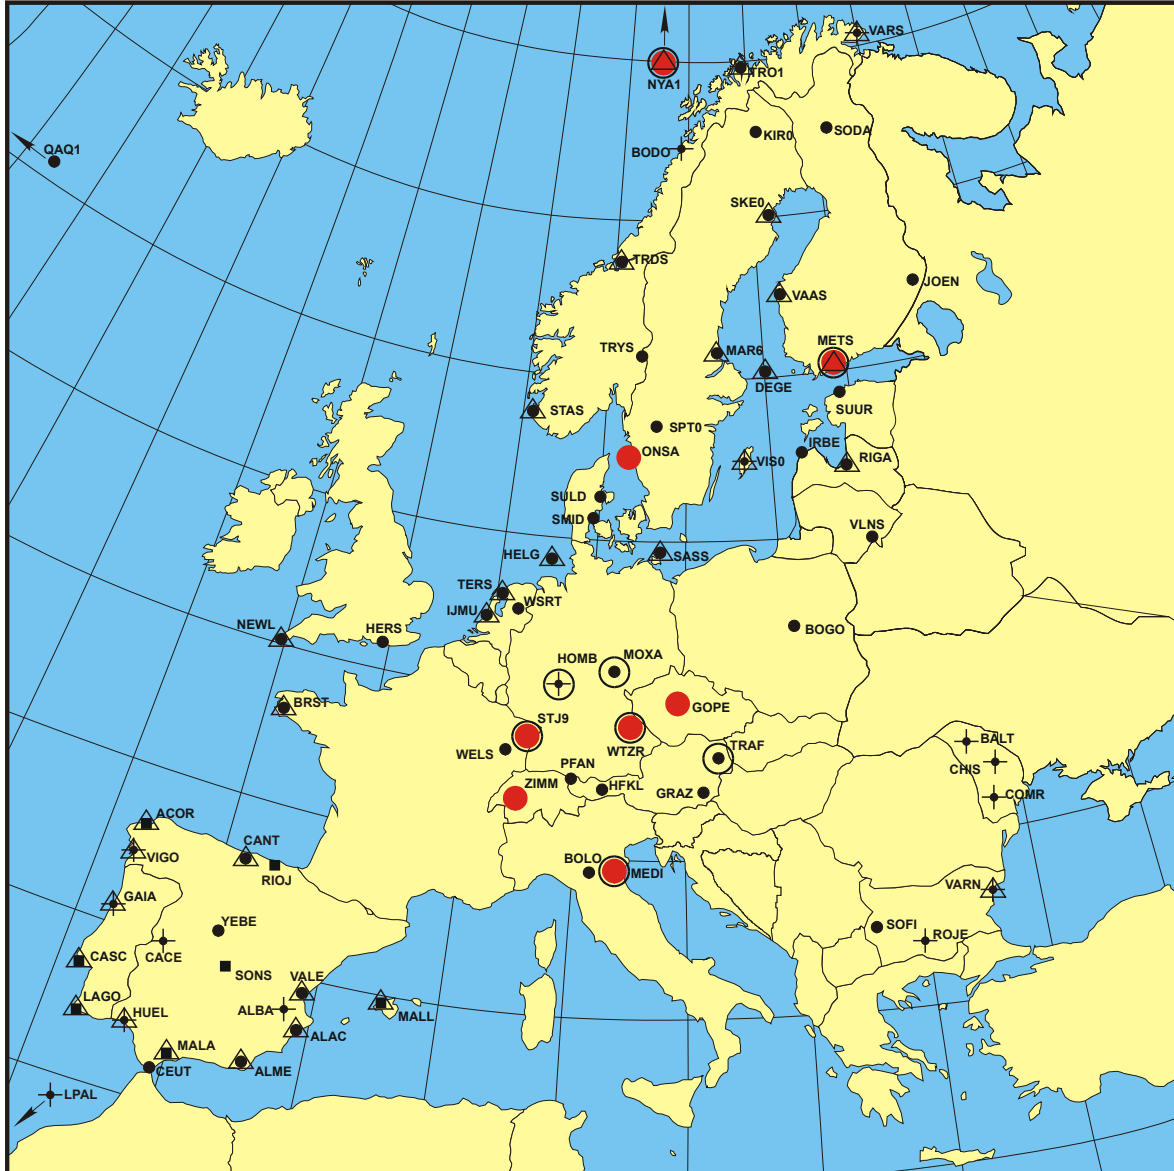 VARS
TRO1
NYA1
KIR0
SODA
QAQ1
BODO
SKE0
TRDS
JOEN
VAAS
METS
TRYS
MAR6
DEGE
SUUR
STAS
SPT0
IRBE
ONSA
RIGA
VIS0
SULD
SMID
VLNS
HELG
SASS
TERS
WSRT
IJMU
NEWL
HERS
BOGO
HOMB
MOXA
BRST
GOPE
STJ9
WTZR
BALT
TRAF
WELS
CHIS
PFAN
ZIMM
HFKL
GRAZ
COMR
ACOR
CANT
VIGO
RIOJ
BOLO
MEDI
VARN
GAIA
YEBE
SOFI
ROJE
CACE
CASC
SONS
VALE
LAGO
HUEL
ALBA
MALL
ALAC
MALA
CEUT
ALME
LPAL